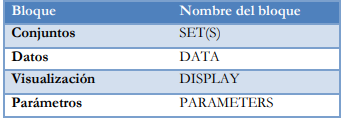 Bloque Nombre del bloque
Conjuntos SET(S)
Datos DATA
Visualización DISPLAY
Parámetros PARAMETERS